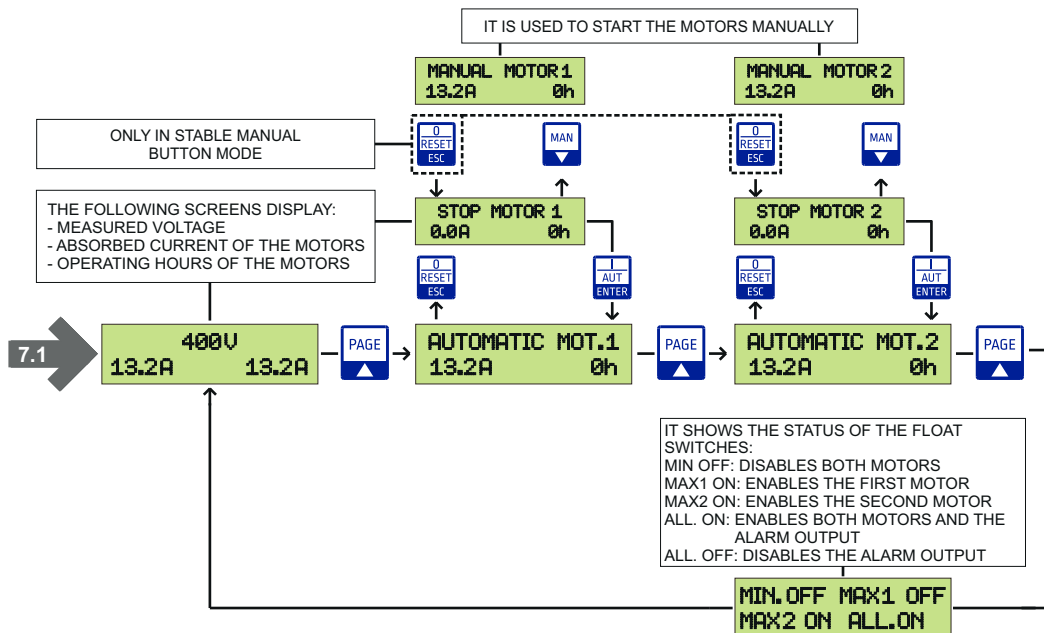 IT IS USED TO START THE MOTORS MANUALLY
MANUAL MOTOR 1
13.2A 0h
MANUAL MOTOR 2
13.2A 0h
ONLY IN STABLE MANUAL
BUTTON MODE
0
RESET
ESC
MAN
0
RESET
ESC
MAN
THE FOLLOWING SCREENS DISPLAY:
- MEASURED VOLTAGE
- ABSORBED CURRENT OF THE MOTORS
- OPERATING HOURS OF THE MOTORS
STOP MOTOR 1
0.0A 0h
STOP MOTOR 2
0.0A 0h
0
RESET
ESC
I
AUT
ENTER
0
RESET
ESC
I
AUT
ENTER
7.1
400V
13.2A 13.2A
PAGE
AUTOMATIC MOT.1
13.2A 0h
PAGE
AUTOMATIC MOT.2
13.2A 0h
PAGE
IT SHOWS THE STATUS OF THE FLOAT
SWITCHES:
MIN OFF: DISABLES BOTH MOTORS
MAX1 ON: ENABLES THE FIRST MOTOR
MAX2 ON: ENABLES THE SECOND MOTOR
ALL. ON: ENABLES BOTH MOTORS AND THE
ALARM OUTPUT
ALL. OFF: DISABLES THE ALARM OUTPUT
MIN.OFF MAX1 OFF
MAX2 ON ALL.ON